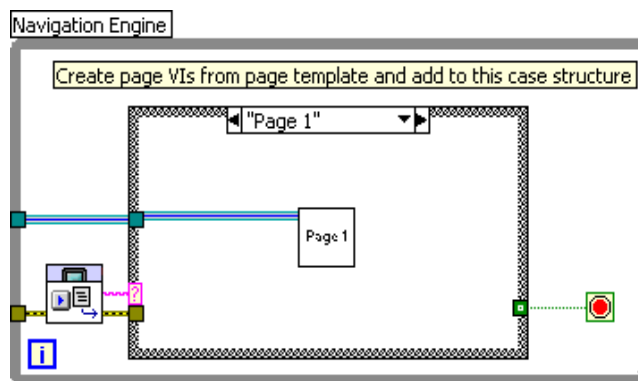 Navigation Engine
Create page VIs from page template and add to this case structure
"Page 1"
Page 1
?
i